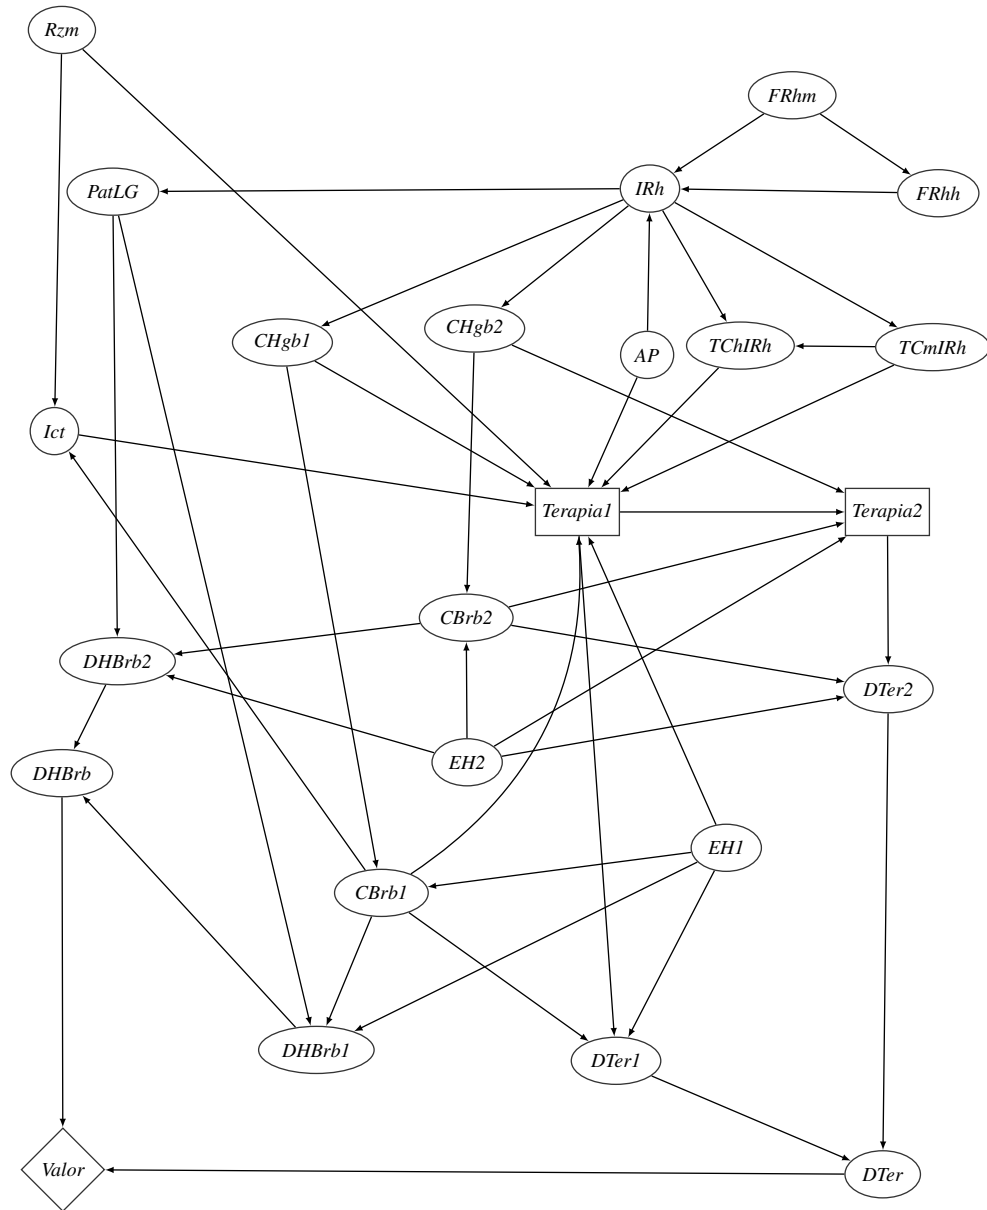 Rzm
FRhm
PatLG
IRh
FRhh
CHgb1
CHgb2
AP
TChIRh
TCmIRh
Ict
Terapia1
Terapia2
CBrb2
DHBrb2
DTer2
EH2
DHBrb
EH1
CBrb1
DHBrb1
DTer1
Valor
DTer